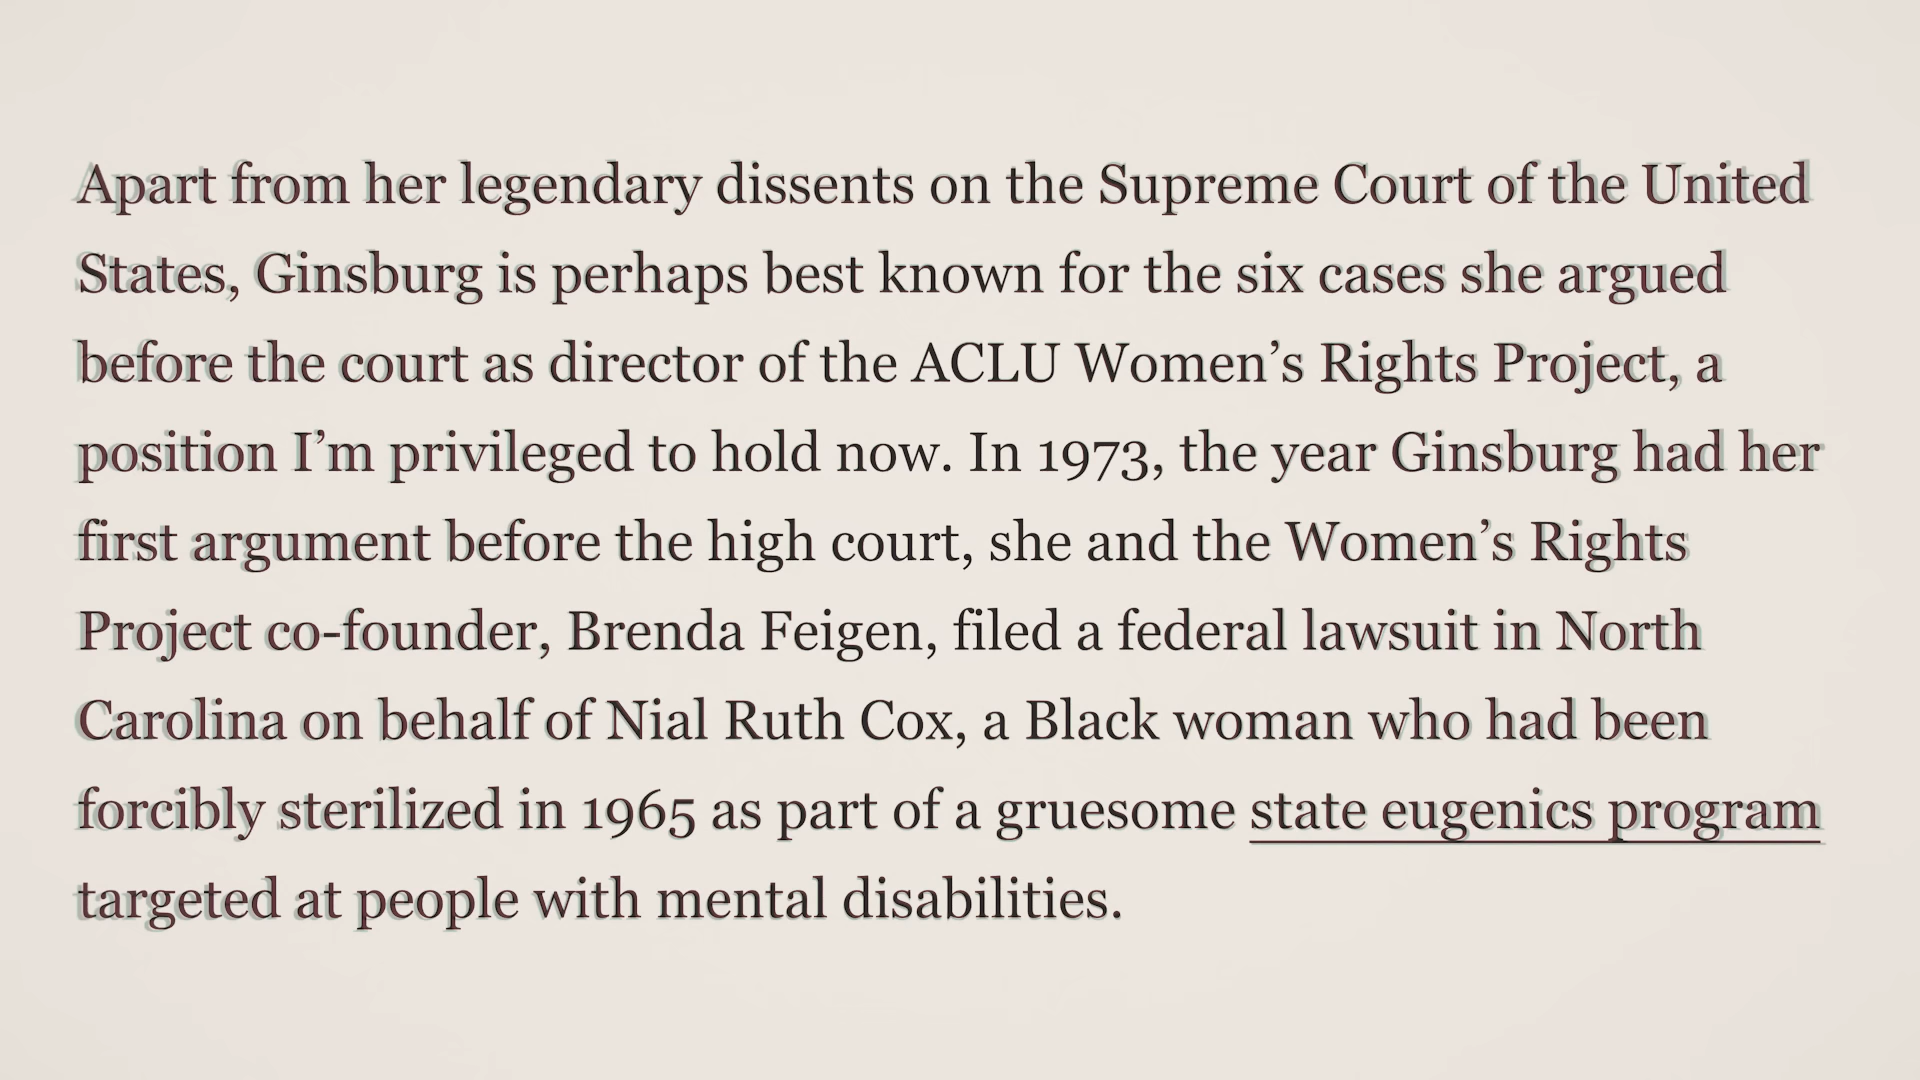 Apart from her legendary dissents on the Supreme Court of the United
States, Ginsburg is perhaps best known for the six cases she argued
before the court as director of the ACLU Women’s Rights Project, a
position I’m privileged to hold now. In 1973, the year Ginsburg had her
first argument before the high court, she and the Women’s Rights
Project co-founder, Brenda Feigen, filed a federal lawsuit in North
Carolina on behalf of Nial Ruth Cox, a Black woman who had been
forcibly sterilized in 1965 as part of a gruesome state eugenics program
targeted at people with mental disabilities.